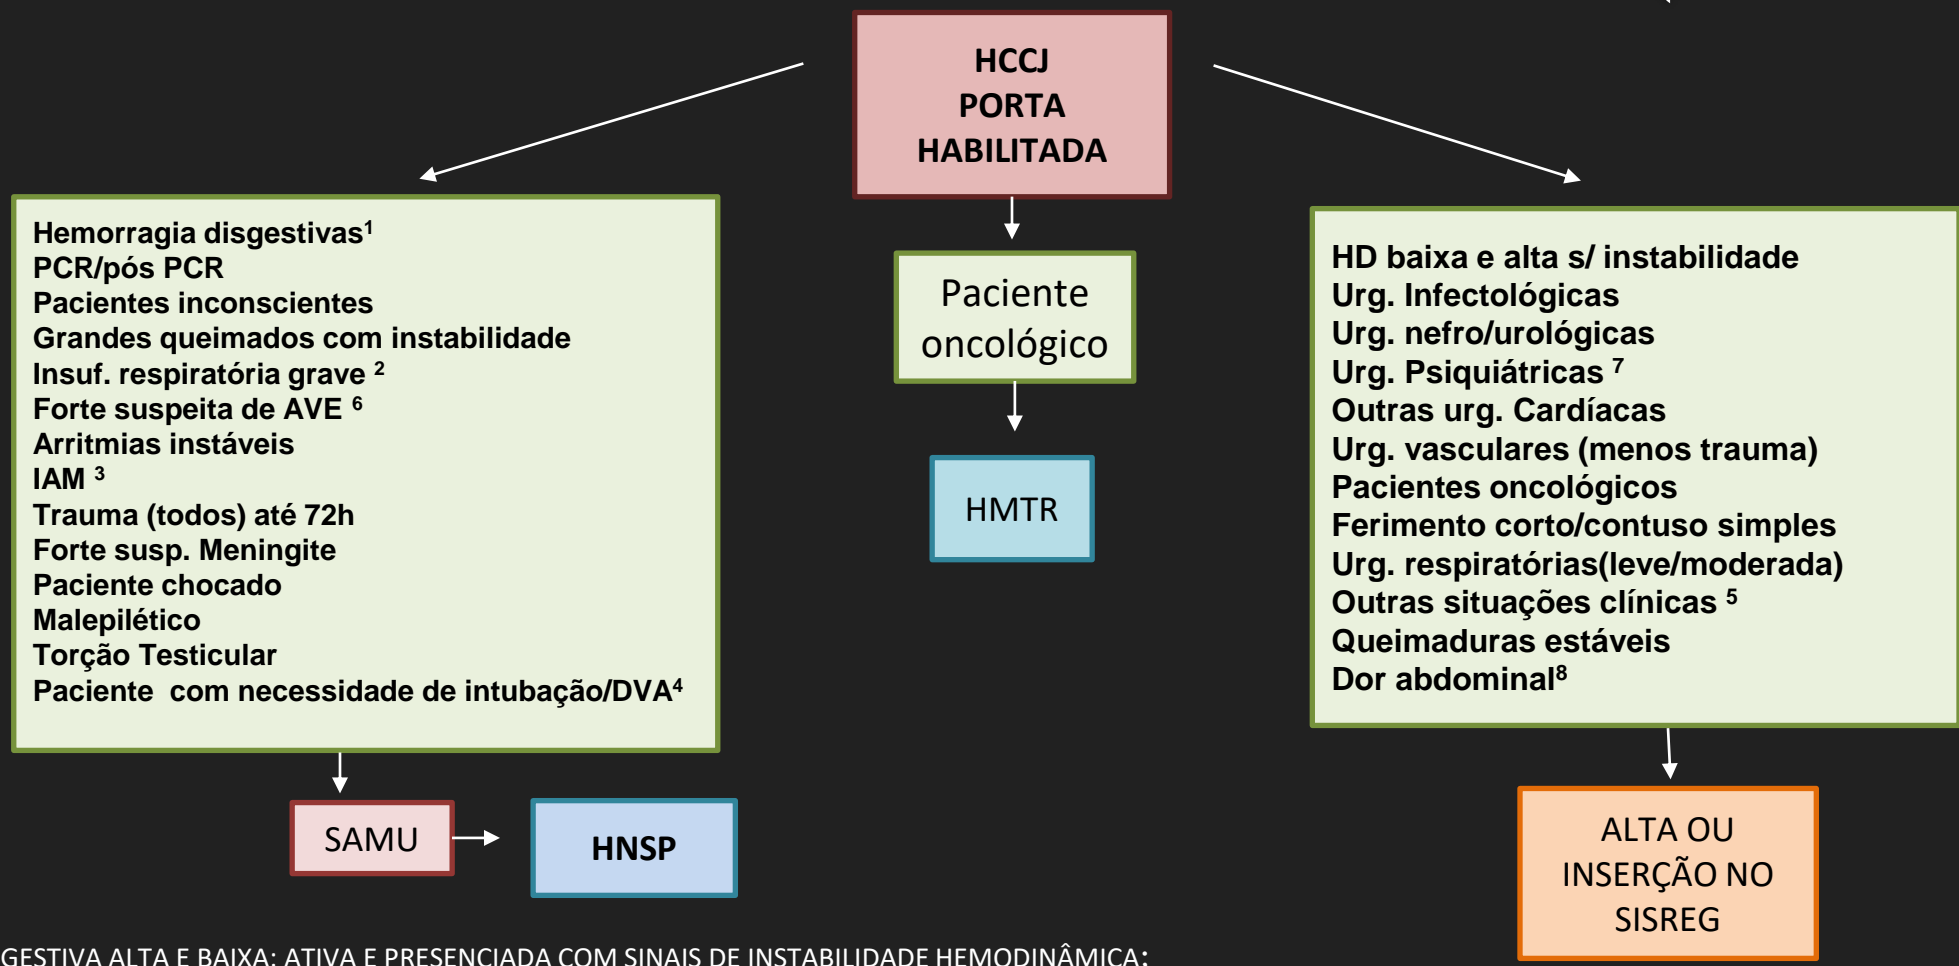 HCCJ
PORTA
HABILITADA
Hemorragia disgestivas¹
PCR/pós PCR
Pacientes inconscientes
Grandes queimados com instabilidade
Insuf. respiratória grave ²
Forte suspeita de AVE ⁶
Arritmias instáveis
IAM ³
Trauma (todos) até 72h
Forte susp. Meningite
Paciente chocado
Malepilético
Torção Testicular
Paciente com necessidade de intubação/DVA⁴
Paciente
oncológico
HMTR
HD baixa e alta s/ instabilidade
Urg. Infectológicas
Urg. nefro/urológicas
Urg. Psiquiátricas ⁷
Outras urg. Cardíacas
Urg. vasculares (menos trauma)
Pacientes oncológicos
Ferimento corto/contuso simples
Urg. respiratórias(leve/moderada)
Outras situações clínicas ⁵
Queimaduras estáveis
Dor abdominal⁸
SAMU
HNSP
ALTA OU
INSERÇÃO NO
SISREG
GESTIVA ALTA E BAIXA: ATIVA E PRESENCIADA COM SINAIS DE INSTABILIDADE HEMODINÂMICA;